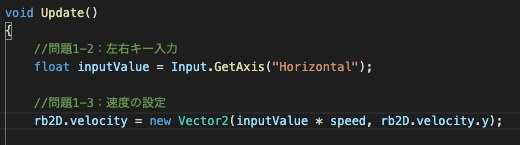 void Update()
{
//問題1-2：左右キー入力
float inputValue = Input.GetAxis("Horizontal");
//問題1-3：速度の設定
rb2D.velocity = new Vector2(inputValue * speed, rb2D.velocity.y);